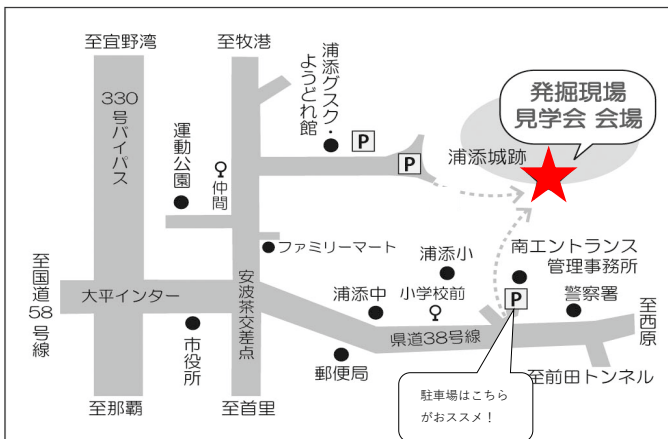 至宜野湾
至牧港
330号バイパス
運動公園
仲間
浦添グスク・
ようどれ館
P
P
浦添城跡
発掘現場
見学会 会場
ファミリーマート
至国道58号線
大平インター
安波茶交差点
市役所
浦添小
浦添中
小学校前
南エントランス
管理事務所
P
警察署
至西原
県道38号線
郵便局
至前田トンネル
駐車場はこちら
がおススメ！
至那覇
至首里